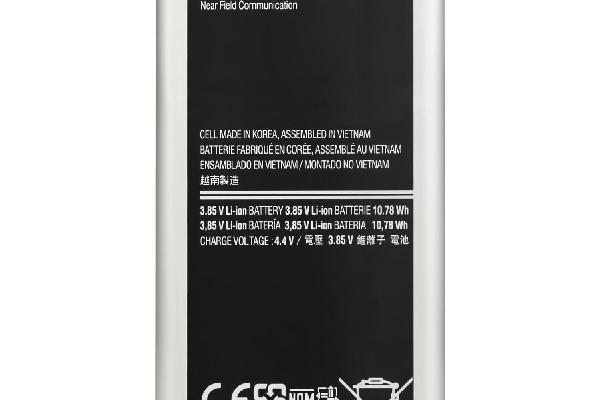 Near Field Communication
CELL MADE IN KOREA, ASSEMBLED IN VIETNAM
BATTERIE FABRIQUÉ EN CORÉE, ASSEMBLÉ AU VIETNAM
ENSAMBLADO EN VIETNAM / MONTADO NO VIETNAM
越南製造
3.85 V Li-ion BATTERY 3.85 V Li-ion BATTERIE 10.78 Wh
3,85 V Li-ion BATERÍA 3,85 V Li-ion BATERIA 10,78 Wh
CHARGE VOLTAGE : 4.4 V / 電壓 3.85 V 鋰離子 電池
NOM